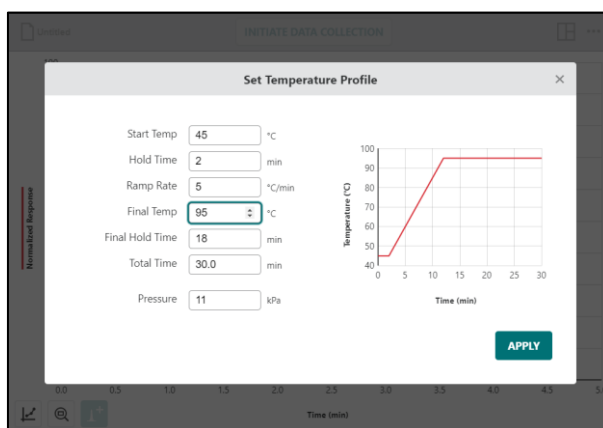 Untitled
INITIATE DATA COLLECTION
Set Temperature Profile
Start Temp 45 °C
Hold Time 2 min
Ramp Rate 5 °C/min
Final Temp 95 °C
Final Hold Time 18 min
Total Time 30.0 min
Pressure 11 kPa
Temperature (°C)
100
90
80
70
60
50
40
0 5 10 15 20 25 30
Time (min)
APPLY
Normalized Response
0.0 0.5 1.0 1.5 2.0 2.5 3.0 3.5 4.0 4.5 5.
Time (min)